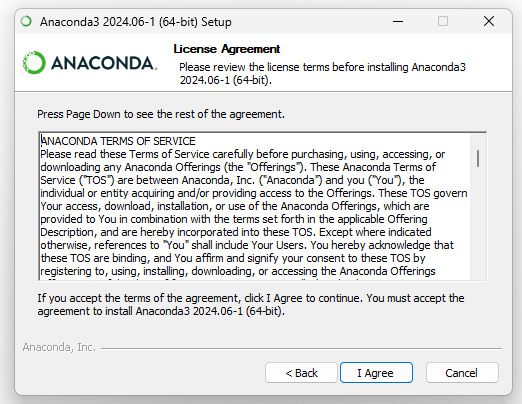 Anaconda3 2024.06-1 (64-bit) Setup
License Agreement
ANACONDA.
Please review the license terms before installing Anaconda3
2024.06-1 (64-bit).
Press Page Down to see the rest of the agreement.
ANACONDA TERMS OF SERVICE
Please read these Terms of Service carefully before purchasing, using, accessing, or
downloading any Anaconda Offerings (the "Offerings"). These Anaconda Terms of
Service ("TOS") are between Anaconda, Inc. ("Anaconda") and you ("You"), the
individual or entity acquiring and/or providing access to the Offerings. These TOS govern
Your access, download, installation, or use of the Anaconda Offerings, which are
provided to You in combination with the terms set forth in the applicable Offering
Description, and are hereby incorporated into these TOS. Except where indicated
otherwise, references to "You" shall include Your Users. You hereby acknowledge that
these TOS are binding, and You affirm and signify your consent to these TOS by
registering to, using, installing, downloading, or accessing the Anaconda Offerings
If you accept the terms of the agreement, click I Agree to continue. You must accept the
agreement to install Anaconda3 2024.06-1 (64-bit).
Anaconda, Inc.
< Back
I Agree
Cancel